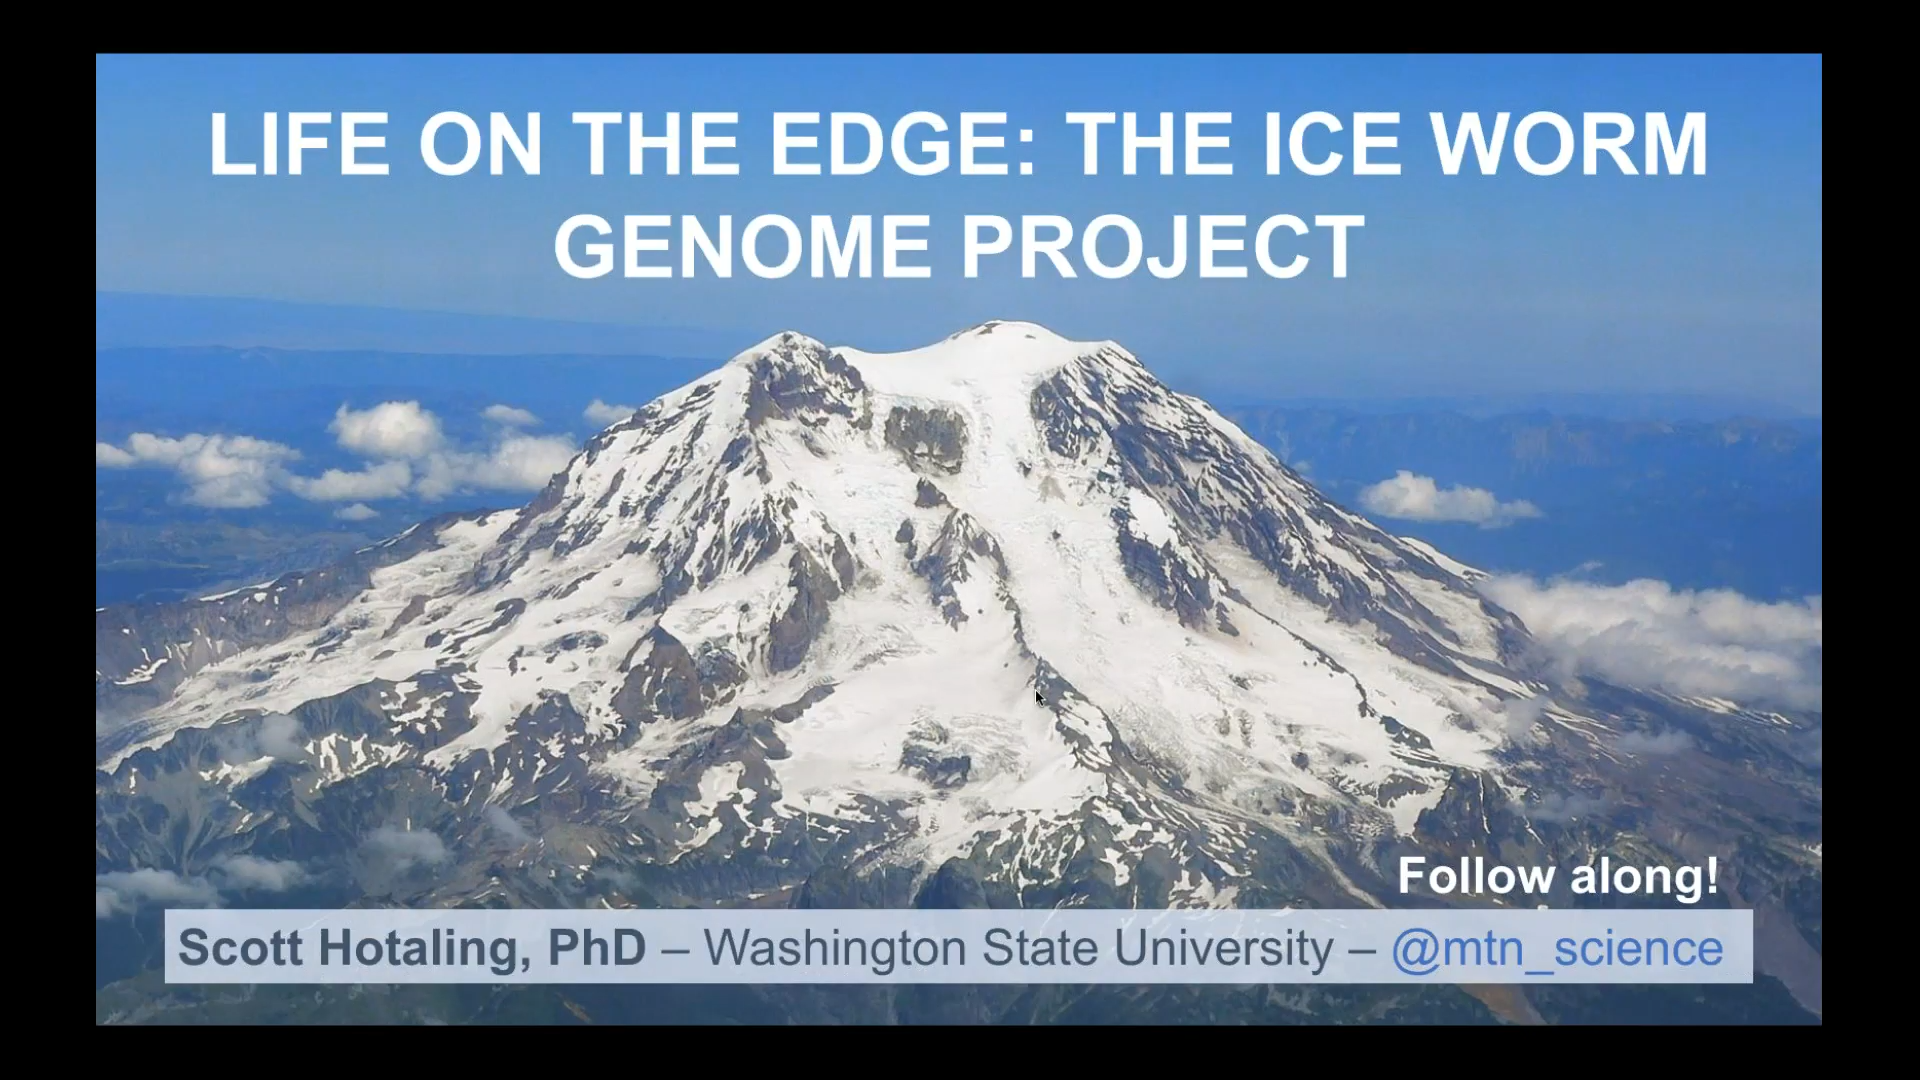 LIFE ON THE EDGE: THE ICE WORM
GENOME PROJECT
Follow along!
Scott Hotaling, PhD – Washington State University – @mtn_science